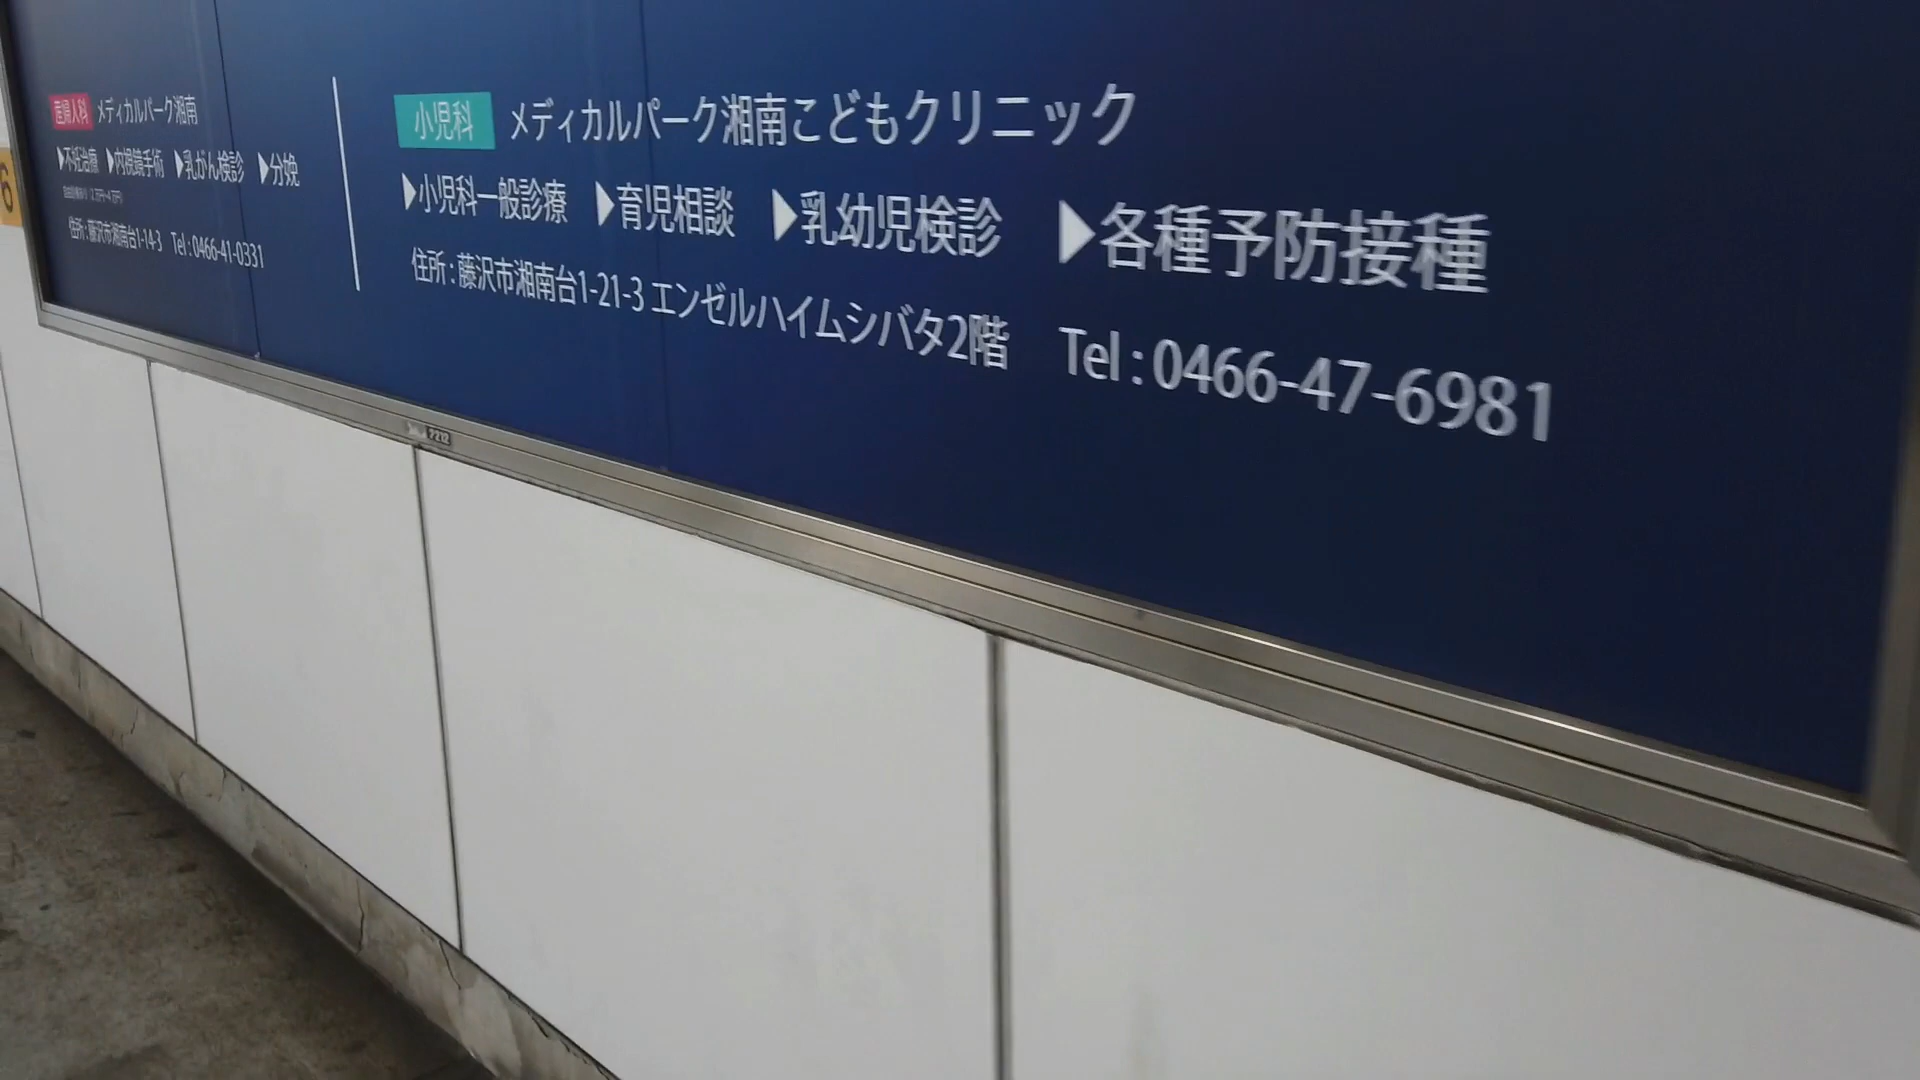 産婦人科 メディカルパーク湘南
▶不妊治療 ▶内視鏡手術 ▶乳がん検診 ▶分娩
住所:藤沢市湘南台1-14-3 Tel:0466-41-0331
小児科 メディカルパーク湘南こどもクリニック
▶小児科一般診療 ▶育児相談 ▶乳幼児検診 ▶各種予防接種
住所:藤沢市湘南台1-21-3 エンゼルハイムシバタ2階 Tel:0466-47-6981
6